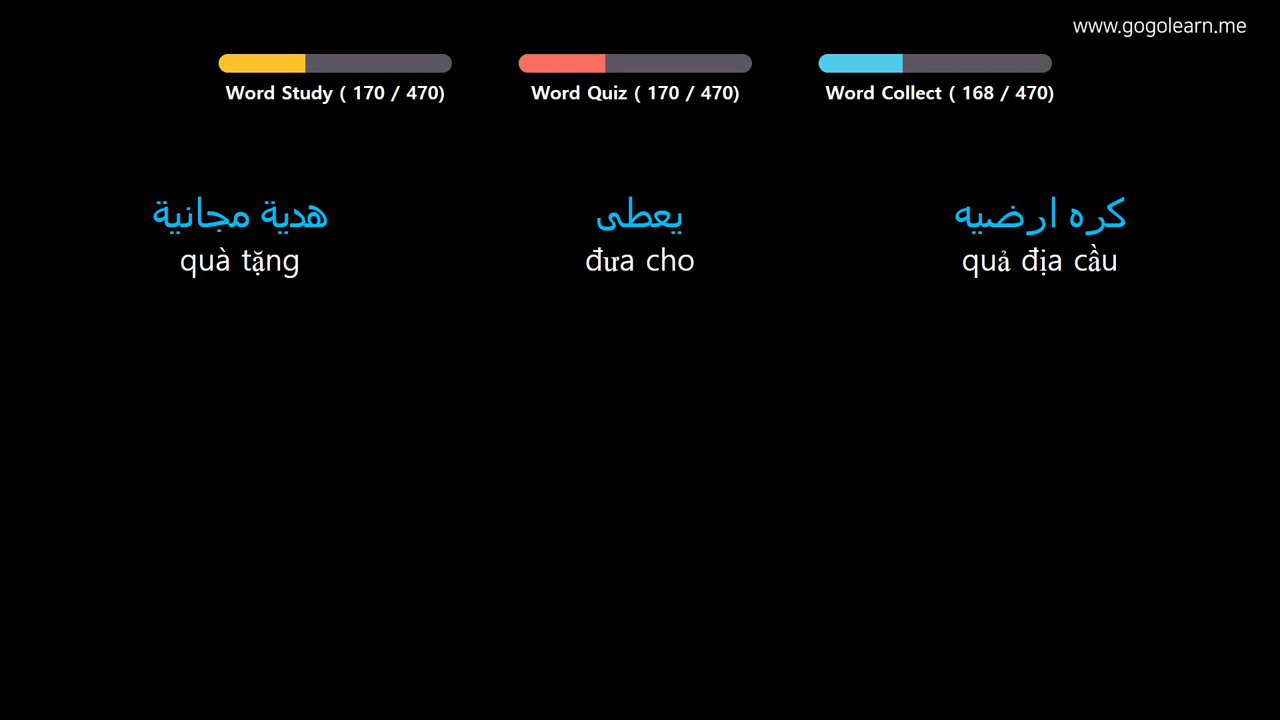 www.gogolearn.me
Word Study ( 170 / 470)
Word Quiz ( 170 / 470)
Word Collect ( 168 / 470)
هدية مجانية
quà tặng
يعطى
đưa cho
كره ارضيه
quả địa cầu